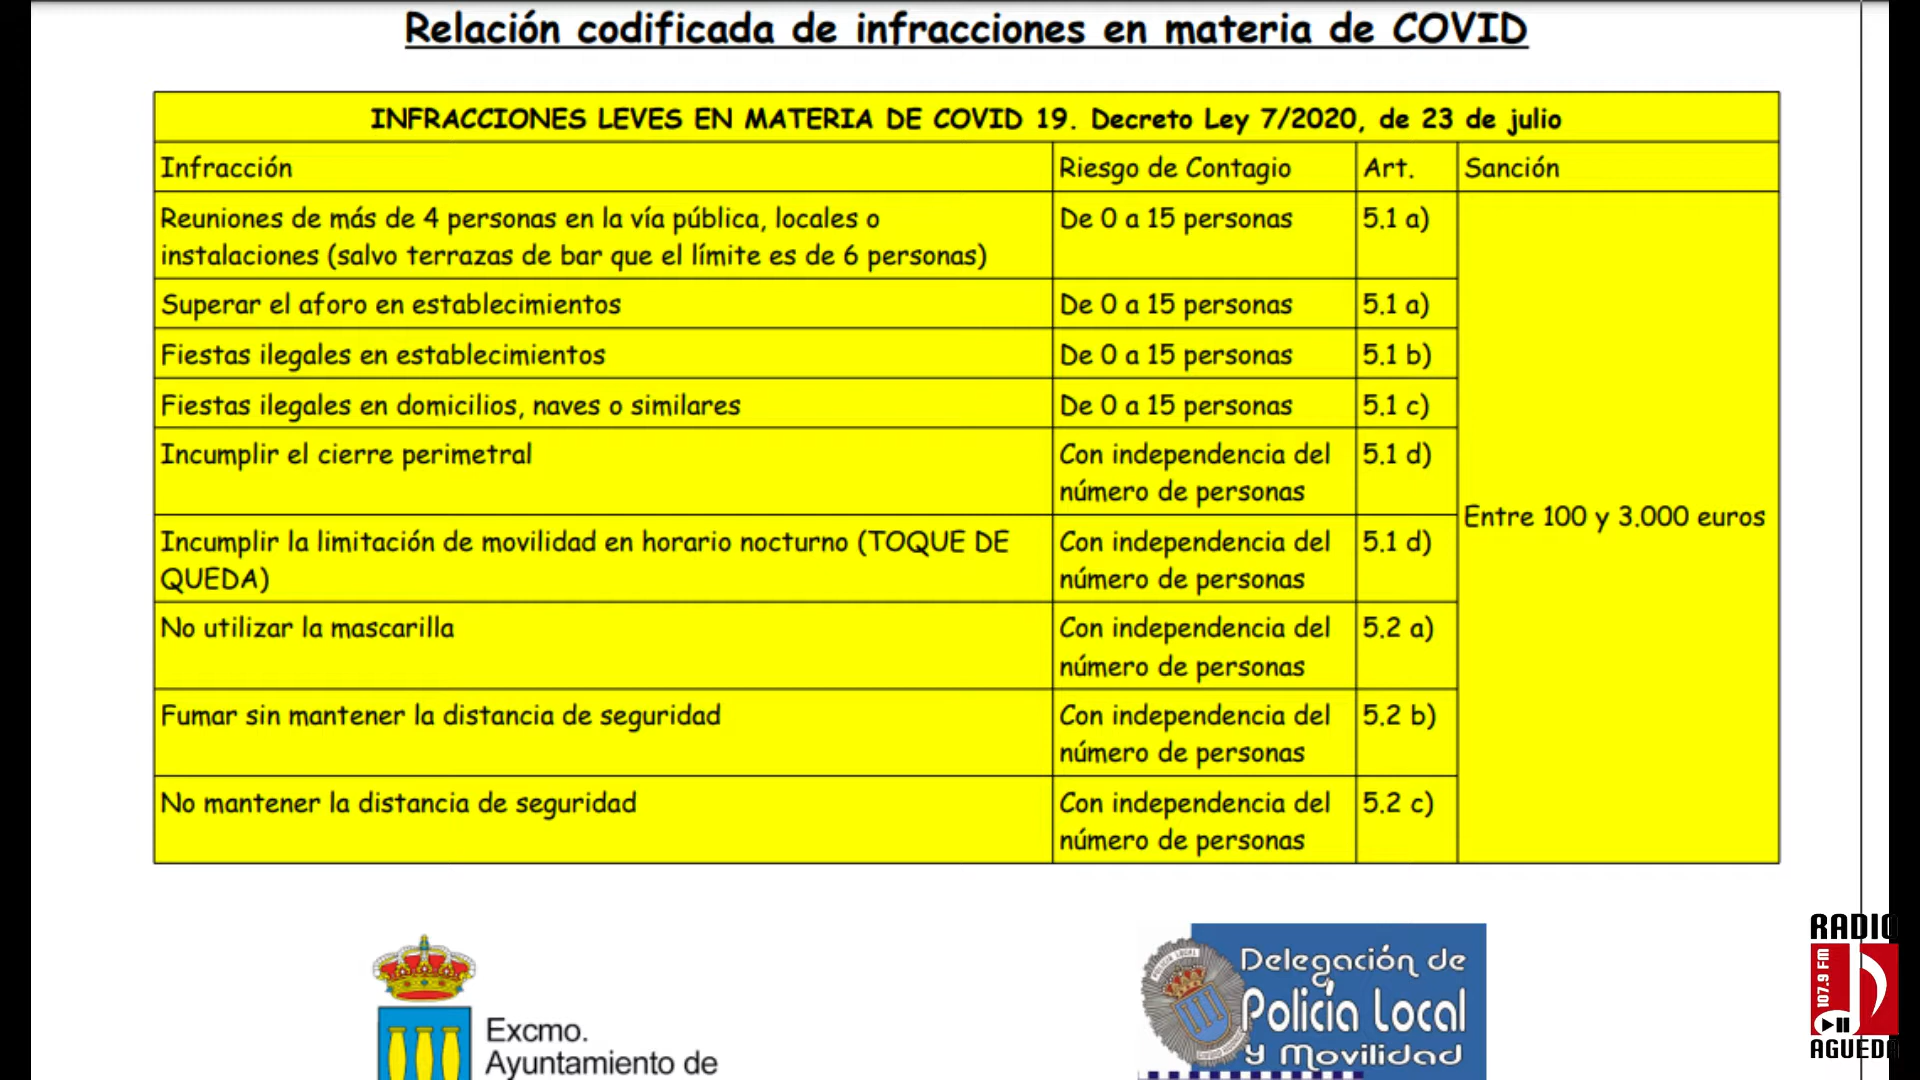 Relación codificada de infracciones en materia de COVID
INFRACCIONES LEVES EN MATERIA DE COVID 19. Decreto Ley 7/2020, de 23 de julio
Infracción Riesgo de Contagio Art. Sanción
Reuniones de más de 4 personas en la vía pública, locales o De 0 a 15 personas 5.1 a)
instalaciones (salvo terrazas de bar que el límite es de 6 personas)
Superar el aforo en establecimientos De 0 a 15 personas 5.1 a)
Fiestas ilegales en establecimientos De 0 a 15 personas 5.1 b)
Fiestas ilegales en domicilios, naves o similares De 0 a 15 personas 5.1 c)
Incumplir el cierre perimetral Con independencia del 5.1 d)
número de personas
Entre 100 y 3.000 euros
Incumplir la limitación de movilidad en horario nocturno (TOQUE DE Con independencia del 5.1 d)
QUEDA) número de personas
No utilizar la mascarilla Con independencia del 5.2 a)
número de personas
Fumar sin mantener la distancia de seguridad Con independencia del 5.2 b)
número de personas
No mantener la distancia de seguridad Con independencia del 5.2 c)
número de personas
Excmo.
Ayuntamiento de
POLICIA LOCAL
Delegación de
Policía Local
y Movilidad
RADIO
107.9 FM
AGUEDA